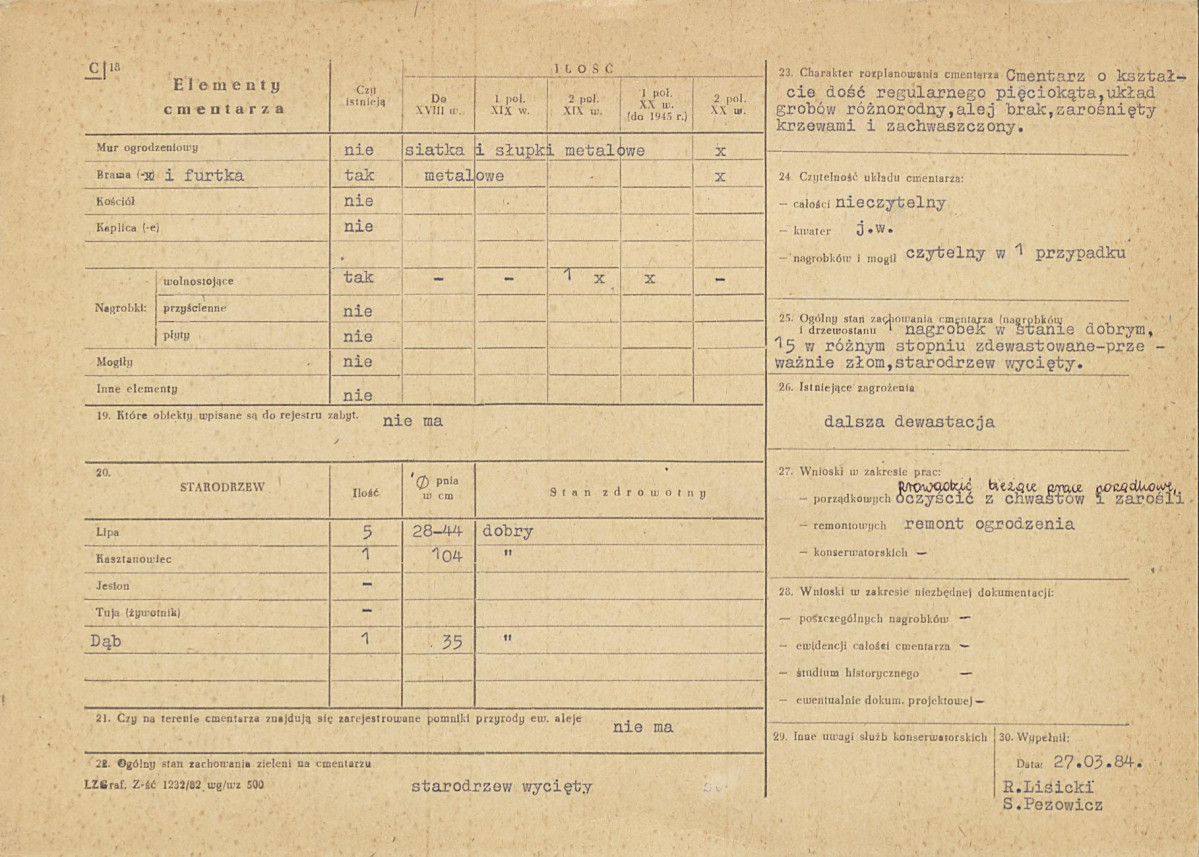 C 18
Elementy cmentarza
Czy istnieją
ILOŚĆ
Do XVIII w.
1 poł. XIX w.
2 poł. XIX w.
1 poł. XX w. (do 1945 r.)
2 poł. XX w.
Mur ogrodzeniowy nie siatka i słupki metalowe x
Brama (-x) i furtka tak metalowe x
Kościół nie
Kaplica (-e) nie
Nagrobki: wolnostojące tak - - 1 x x -
przyścienne nie
płyty nie
Mogiły nie
Inne elementy nie
19. Które obiekty wpisane są do rejestru zabyt. nie ma
20. STARODRZEW Ilość Ø pnia w cm Stan zdrowotny
Lipa 5 28-44 dobry
Kasztanowiec 1 104 "
Jesion -
Tuja (żywotnik) -
Dąb 1 35 "
21. Czy na terenie cmentarza znajdują się zarejestrowane pomniki przyrody ew. aleje nie ma
22. Ogólny stan zachowania zieleni na cmentarzu
starodrzew wycięty
LZGraf. Z-ść 1232/82 wg/wz 500
23. Charakter rozplanowania cmentarza Cmentarz o kształ-
cie dość regularnego pięciokąta,układ
grobów różnorodny,alej brak,zarośnięty
krzewami i zachwaszczony.
24. Czytelność układu cmentarza:
— całości nieczytelny
— kwater j.w.
— nagrobków i mogił czytelny w 1 przypadku
25. Ogólny stan zachowania cmentarza (nagrobków
i drzewostanu 1 nagrobek w stanie dobrym,
15 w różnym stopniu zdewastowane-prze -
ważnie złom,starodrzew wycięty.
26. Istniejące zagrożenia
dalsza dewastacja
27. Wnioski w zakresie prac:
prowadzić bieżące prace porządkowe,
— porządkowych oczyścić z chwastów i zarośli
— remontowych remont ogrodzenia
— konserwatorskich —
28. Wnioski w zakresie niezbędnej dokumentacji:
— poszczególnych nagrobków —
— ewidencji całości cmentarza —
— studium historycznego —
— ewentualnie dokum. projektowej —
29. Inne uwagi służb konserwatorskich
30. Wypełnił:
Data: 27.03.84.
R.Lisicki
S.Pezowicz